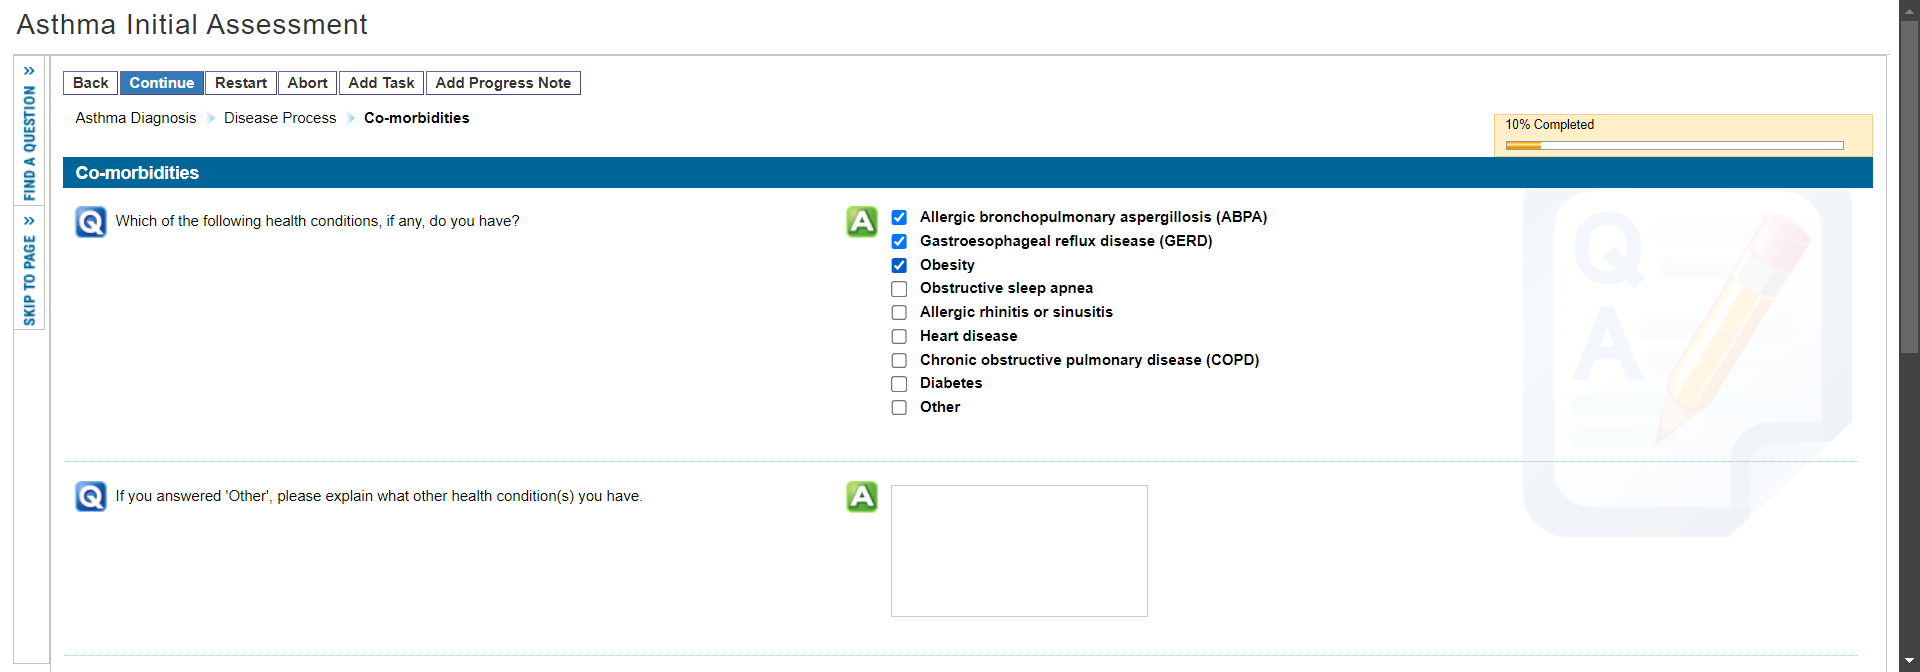 Asthma Initial Assessment
FIND A QUESTION
SKIP TO PAGE
Back Continue Restart Abort Add Task Add Progress Note
Asthma Diagnosis Disease Process Co-morbidities
10% Completed
Co-morbidities
Q Which of the following health conditions, if any, do you have?
A
Allergic bronchopulmonary aspergillosis (ABPA)
Gastroesophageal reflux disease (GERD)
Obesity
Obstructive sleep apnea
Allergic rhinitis or sinusitis
Heart disease
Chronic obstructive pulmonary disease (COPD)
Diabetes
Other
Q
A
Q If you answered 'Other', please explain what other health condition(s) you have.
A